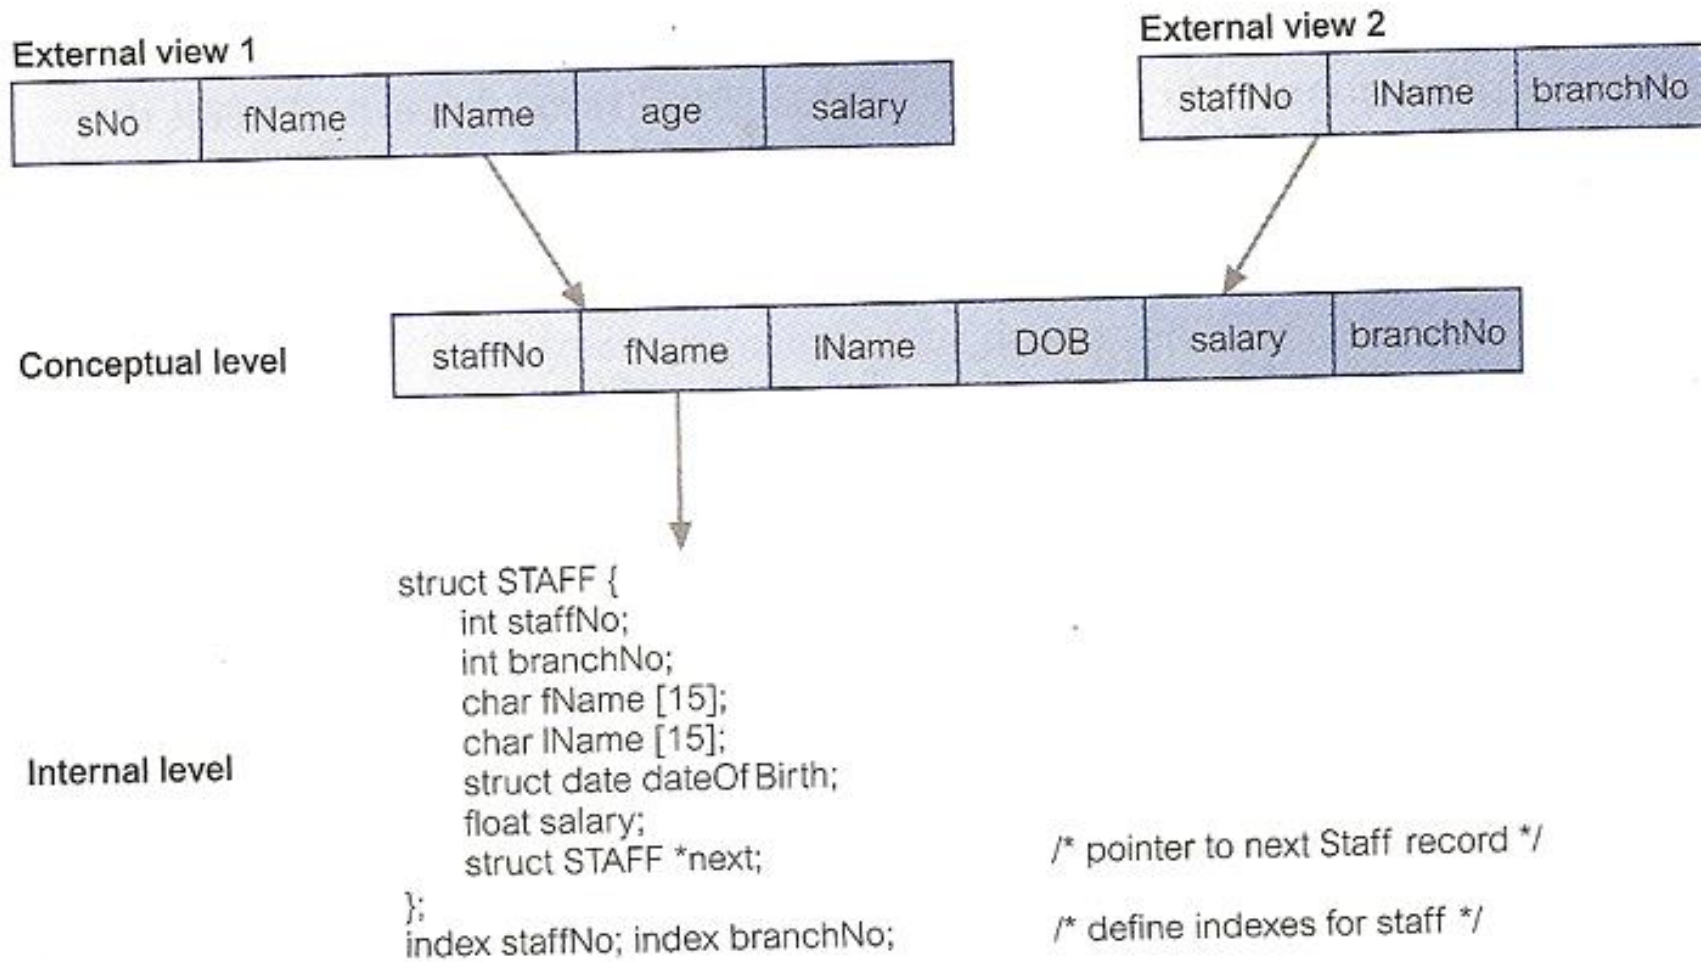 External view 1
sNo fName lName age salary
External view 2
staffNo lName branchNo
Conceptual level
staffNo fName lName DOB salary branchNo
Internal level
struct STAFF {
int staffNo;
int branchNo;
char fName [15];
char lName [15];
struct date dateOfBirth;
float salary;
struct STAFF *next; /* pointer to next Staff record */
};
index staffNo; index branchNo; /* define indexes for staff */